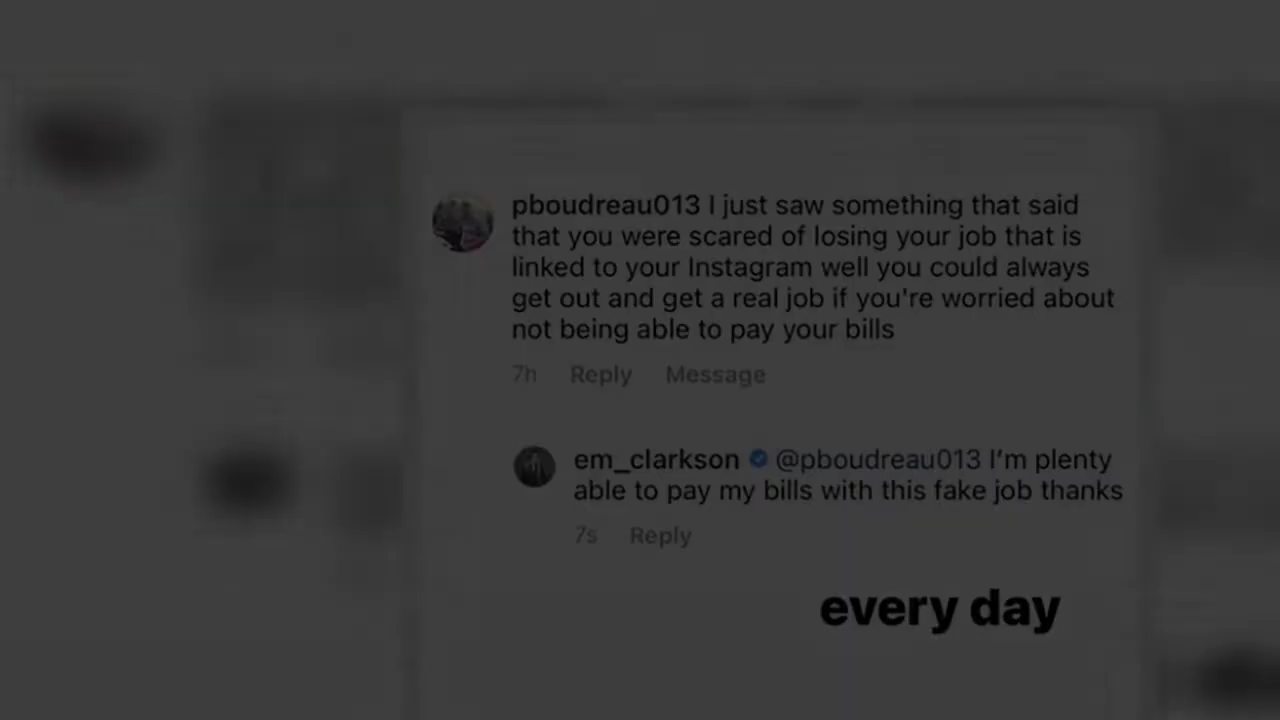 pboudreau013 I just saw something that said
that you were scared of losing your job that is
linked to your Instagram well you could always
get out and get a real job if you're worried about
not being able to pay your bills
7h Reply Message
em_clarkson @pboudreau013 I'm plenty
able to pay my bills with this fake job thanks
7s Reply
every day